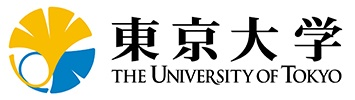 東京大学
THE UNIVERSITY OF TOKYO